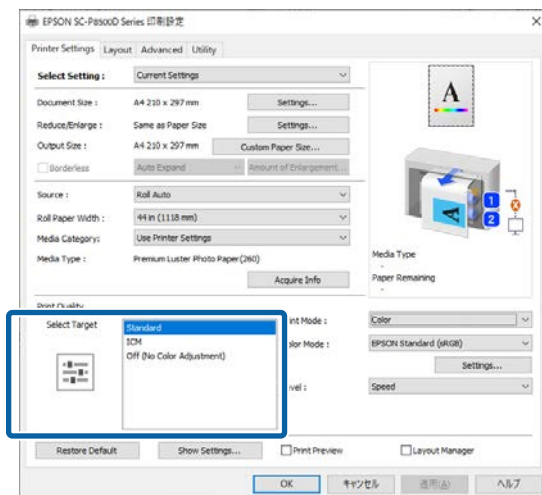 EPSON SC-P8500D Series 印刷設定
Printer Settings Layout Advanced Utility
Select Setting : Current Settings
Document Size : A4 210 x 297 mm Settings...
Reduce/Enlarge : Same as Paper Size Settings...
Output Size : A4 210 x 297 mm Custom Paper Size...
Borderless Auto Expand Amount of Enlargement...
Source : Roll Auto
Roll Paper Width : 44 in (1118 mm)
Media Category: Use Printer Settings
Media Type : Premium Luster Photo Paper(260)
Acquire Info
A
A
1
2
Media Type
-
Paper Remaining
-
Print Quality
Select Target
Standard
ICM
Off (No Color Adjustment)
int Mode : Color
olor Mode : EPSON Standard (sRGB)
Settings...
evel : Speed
Restore Default Show Settings... Print Preview Layout Manager
OK キャンセル 適用(A) ヘルプ